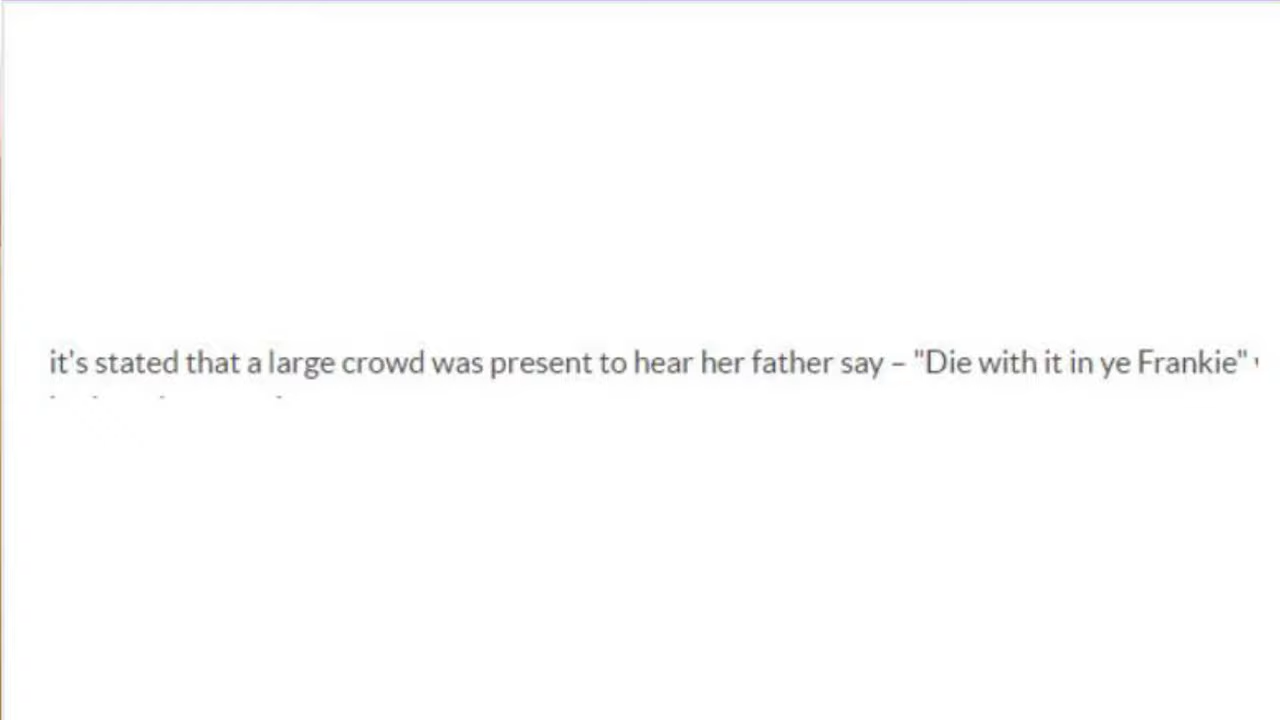 it's stated that a large crowd was present to hear her father say – "Die with it in ye Frankie"